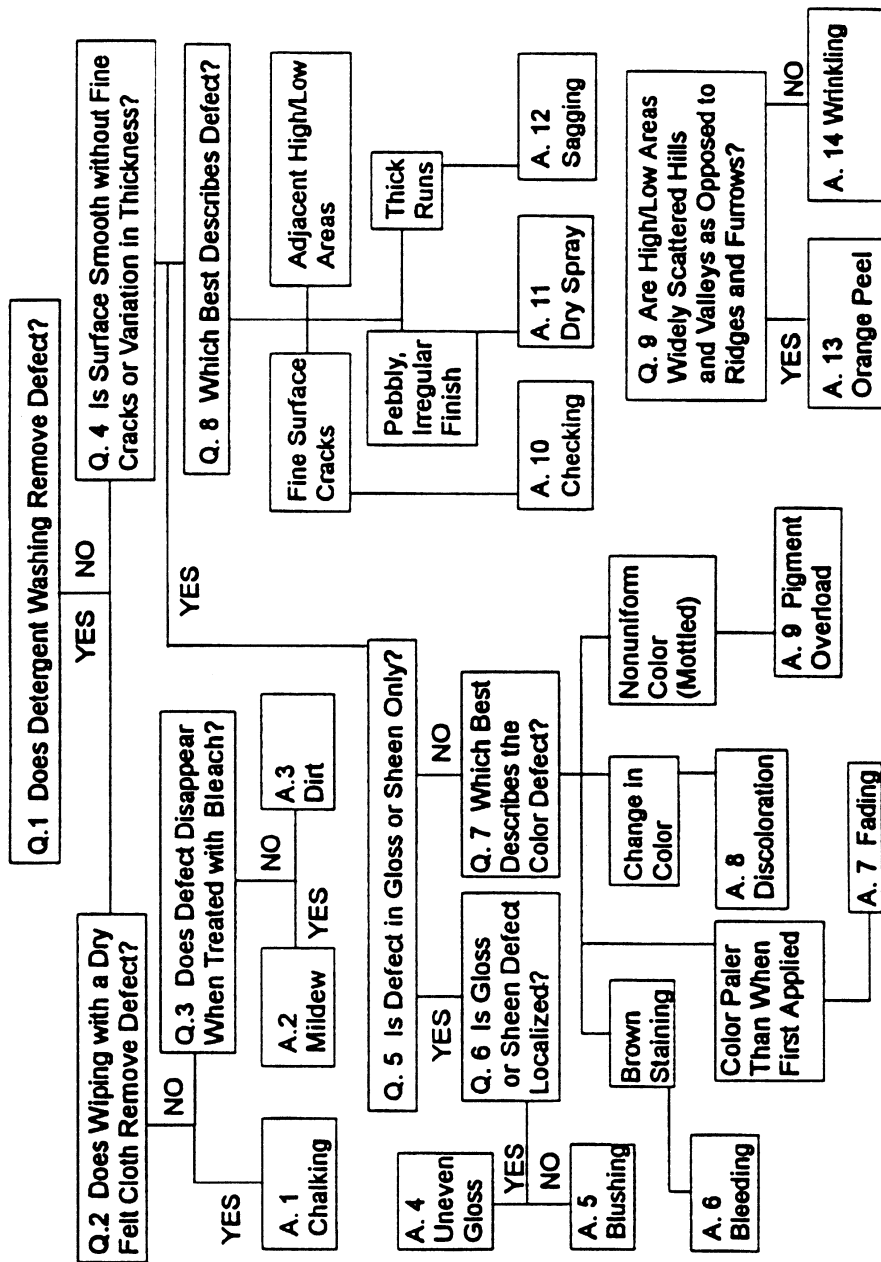 Q.1 Does Detergent Washing Remove Defect?
YES
NO
Q.2 Does Wiping with a Dry
Felt Cloth Remove Defect?
NO
YES
A. 1
Chalking
Q.3 Does Defect Disappear
When Treated with Bleach?
NO
YES
A.2
Mildew
A.3
Dirt
Q. 4 Is Surface Smooth without Fine
Cracks or Variation in Thickness?
YES
Q. 5 Is Defect in Gloss or Sheen Only?
YES
NO
Q. 6 Is Gloss
or Sheen Defect
Localized?
YES
NO
A. 4
Uneven
Gloss
A. 5
Blushing
Q. 7 Which Best
Describes the
Color Defect?
Brown
Staining
A. 6
Bleeding
Color Paler
Than When
First Applied
A. 7 Fading
Change in
Color
A. 8
Discoloration
Nonuniform
Color
(Mottled)
A. 9 Pigment
Overload
Q. 8 Which Best Describes Defect?
Fine Surface
Cracks
Adjacent High/Low
Areas
Pebbly,
Irregular
Finish
Thick
Runs
A. 10
Checking
A. 11
Dry Spray
A. 12
Sagging
Q. 9 Are High/Low Areas
Widely Scattered Hills
and Valleys as Opposed to
Ridges and Furrows?
YES
NO
A. 13
Orange Peel
A. 14 Wrinkling